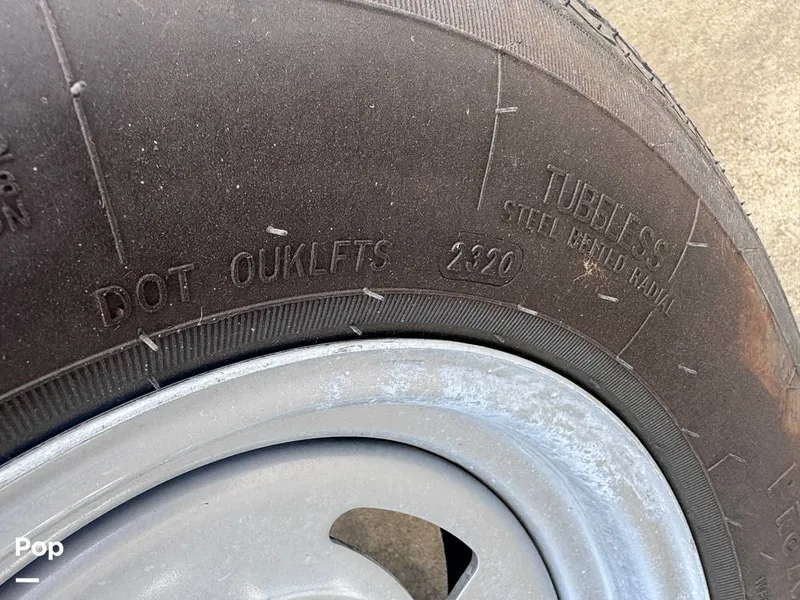 TUBELESS
STEEL BELTED RADIAL
DOT OUKLFTS 2320
Pop